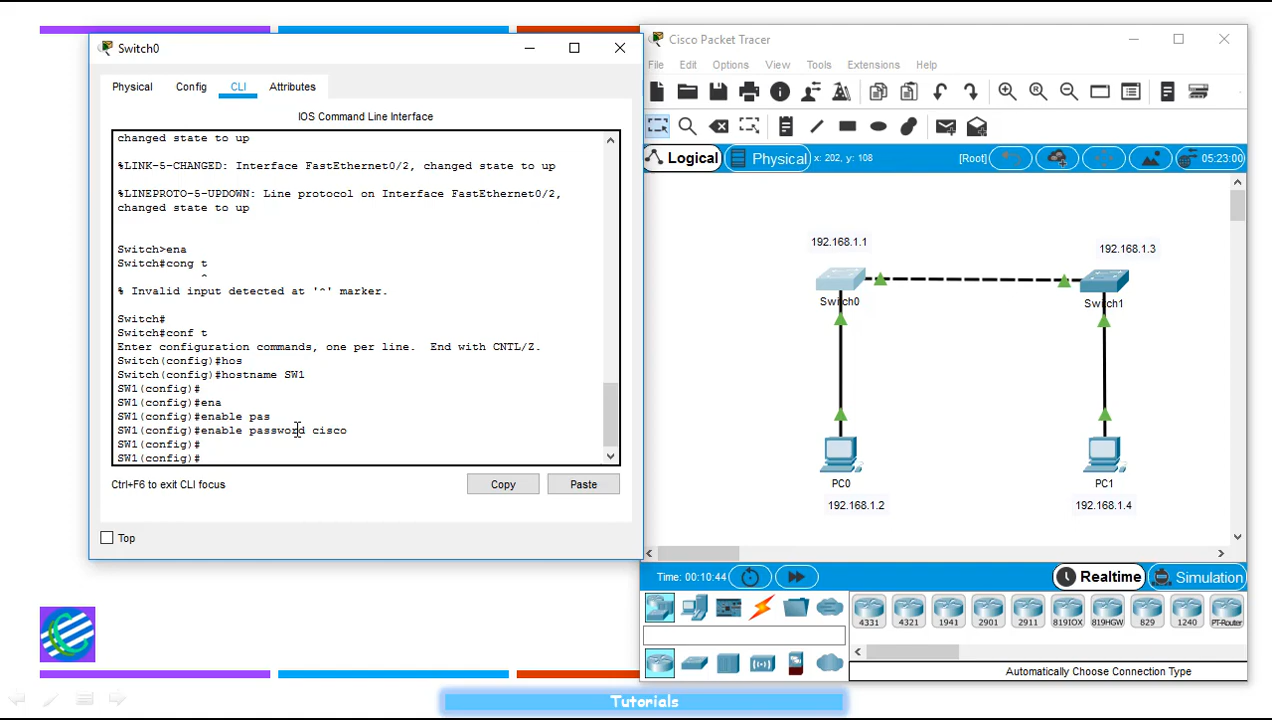 Switch0
Physical
Config
CLI
Attributes
IOS Command Line Interface
changed state to up
%LINK-5-CHANGED: Interface FastEthernet0/2, changed state to up
%LINEPROTO-5-UPDOWN: Line protocol on Interface FastEthernet0/2,
changed state to up
Switch>ena
Switch#cong t
^
% Invalid input detected at '^' marker.
Switch#
Switch#conf t
Enter configuration commands, one per line.  End with CNTL/Z.
Switch(config)#hos
Switch(config)#hostname SW1
SW1(config)#
SW1(config)#ena
SW1(config)#enable pas
SW1(config)#enable password cisco
SW1(config)#
SW1(config)#
Ctrl+F6 to exit CLI focus
Copy
Paste
Top
Cisco Packet Tracer
File Edit Options View Tools Extensions Help
Logical
Physical
x: 202, y: 108
[Root]
05:23:00
192.168.1.1
192.168.1.3
Switch0
Switch1
PC0
PC1
192.168.1.2
192.168.1.4
Time: 00:10:44
Realtime
Simulation
4331 4321 1941 2901 2911 819IOX 819HGW 829 1240 PT-Router
Automatically Choose Connection Type
Tutorials